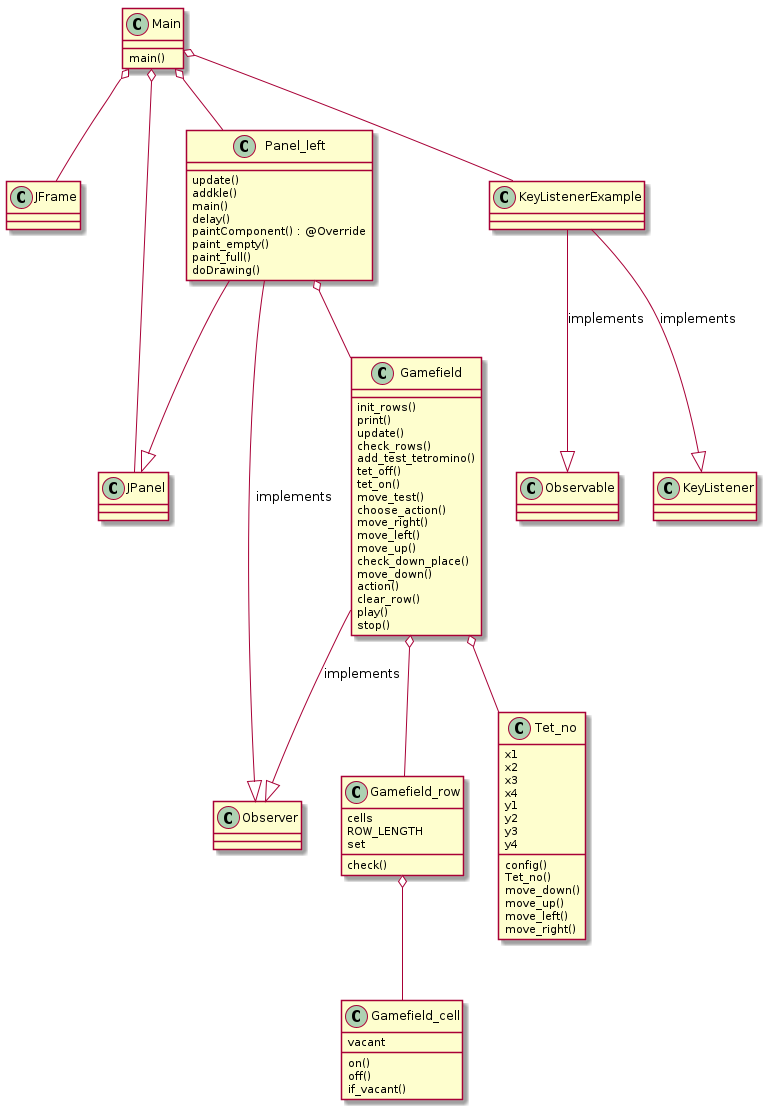 C Main
main()
C Panel_left
update()
addkle()
main()
delay()
paintComponent() : @Override
paint_empty()
paint_full()
doDrawing()
C JFrame
C KeyListenerExample
implements
implements
C Gamefield
init_rows()
print()
update()
check_rows()
add_test_tetromino()
tet_off()
tet_on()
move_test()
choose_action()
move_right()
move_left()
move_up()
check_down_place()
move_down()
action()
clear_row()
play()
stop()
C JPanel
implements
C Observable
C KeyListener
implements
C Observer
C Gamefield_row
cells
ROW_LENGTH
set
check()
C Tet_no
x1
x2
x3
x4
y1
y2
y3
y4
config()
Tet_no()
move_down()
move_up()
move_left()
move_right()
C Gamefield_cell
vacant
on()
off()
if_vacant()